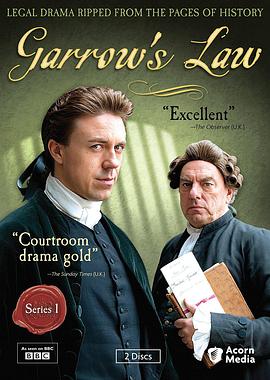 LEGAL DRAMA RIPPED FROM THE PAGES OF HISTORY
Garrow's Law
"Excellent"
—The Observer (U.K.)
"Courtroom
drama gold"
—The Sunday Times (U.K.)
Series 1
As seen on BBC
BBC
2 Discs
Acorn
Media